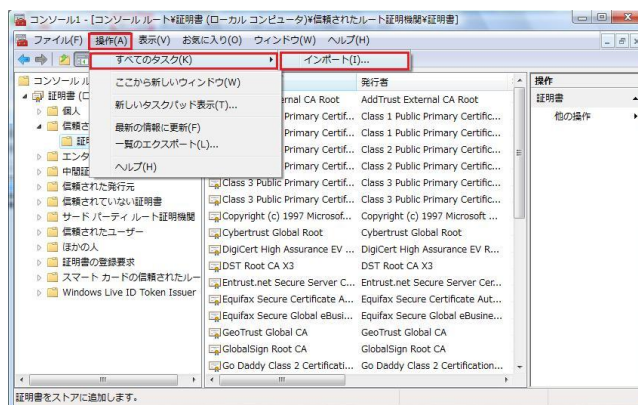 コンソール1 - [コンソール ルート¥証明書 (ローカル コンピュータ)¥信頼されたルート証明機関¥証明書]
ファイル(F) 操作(A) 表示(V) お気に入り(O) ウィンドウ(W) ヘルプ(H)
すべてのタスク(K)
インポート(I)...
ここから新しいウィンドウ(W)
新しいタスクパッド表示(T)...
最新の情報に更新(F)
一覧のエクスポート(L)...
ヘルプ(H)
コンソール ル
証明書 (
個人
信頼さ
エンタ
中間証
信頼された発行元
信頼されていない証明書
サード パーティ ルート証明機関
信頼されたユーザー
ほかの人
証明書の登録要求
スマート カードの信頼されたルー
Windows Live ID Token Issuer
発行者
ernal CA Root AddTrust External CA Root
Primary Certif... Class 1 Public Primary Certific...
Primary Certif... Class 1 Public Primary Certific...
Primary Certif... Class 2 Public Primary Certific...
Primary Certif... Class 2 Public Primary Certific...
Class 3 Public Primary Certific... Class 3 Public Primary Certific...
Class 3 Public Primary Certific... Class 3 Public Primary Certific...
Copyright (c) 1997 Microsof... Copyright (c) 1997 Microsoft ...
Cybertrust Global Root Cybertrust Global Root
DigiCert High Assurance EV ... DigiCert High Assurance EV R...
DST Root CA X3 DST Root CA X3
Entrust.net Secure Server C... Entrust.net Secure Server Cer...
Equifax Secure Certificate A... Equifax Secure Certificate Aut...
Equifax Secure Global eBusi... Equifax Secure Global eBusine...
GeoTrust Global CA GeoTrust Global CA
GlobalSign Root CA GlobalSign Root CA
Go Daddy Class 2 Certificati... Go Daddy Class 2 Certification...
操作
証明書
他の操作
証明書をストアに追加します。